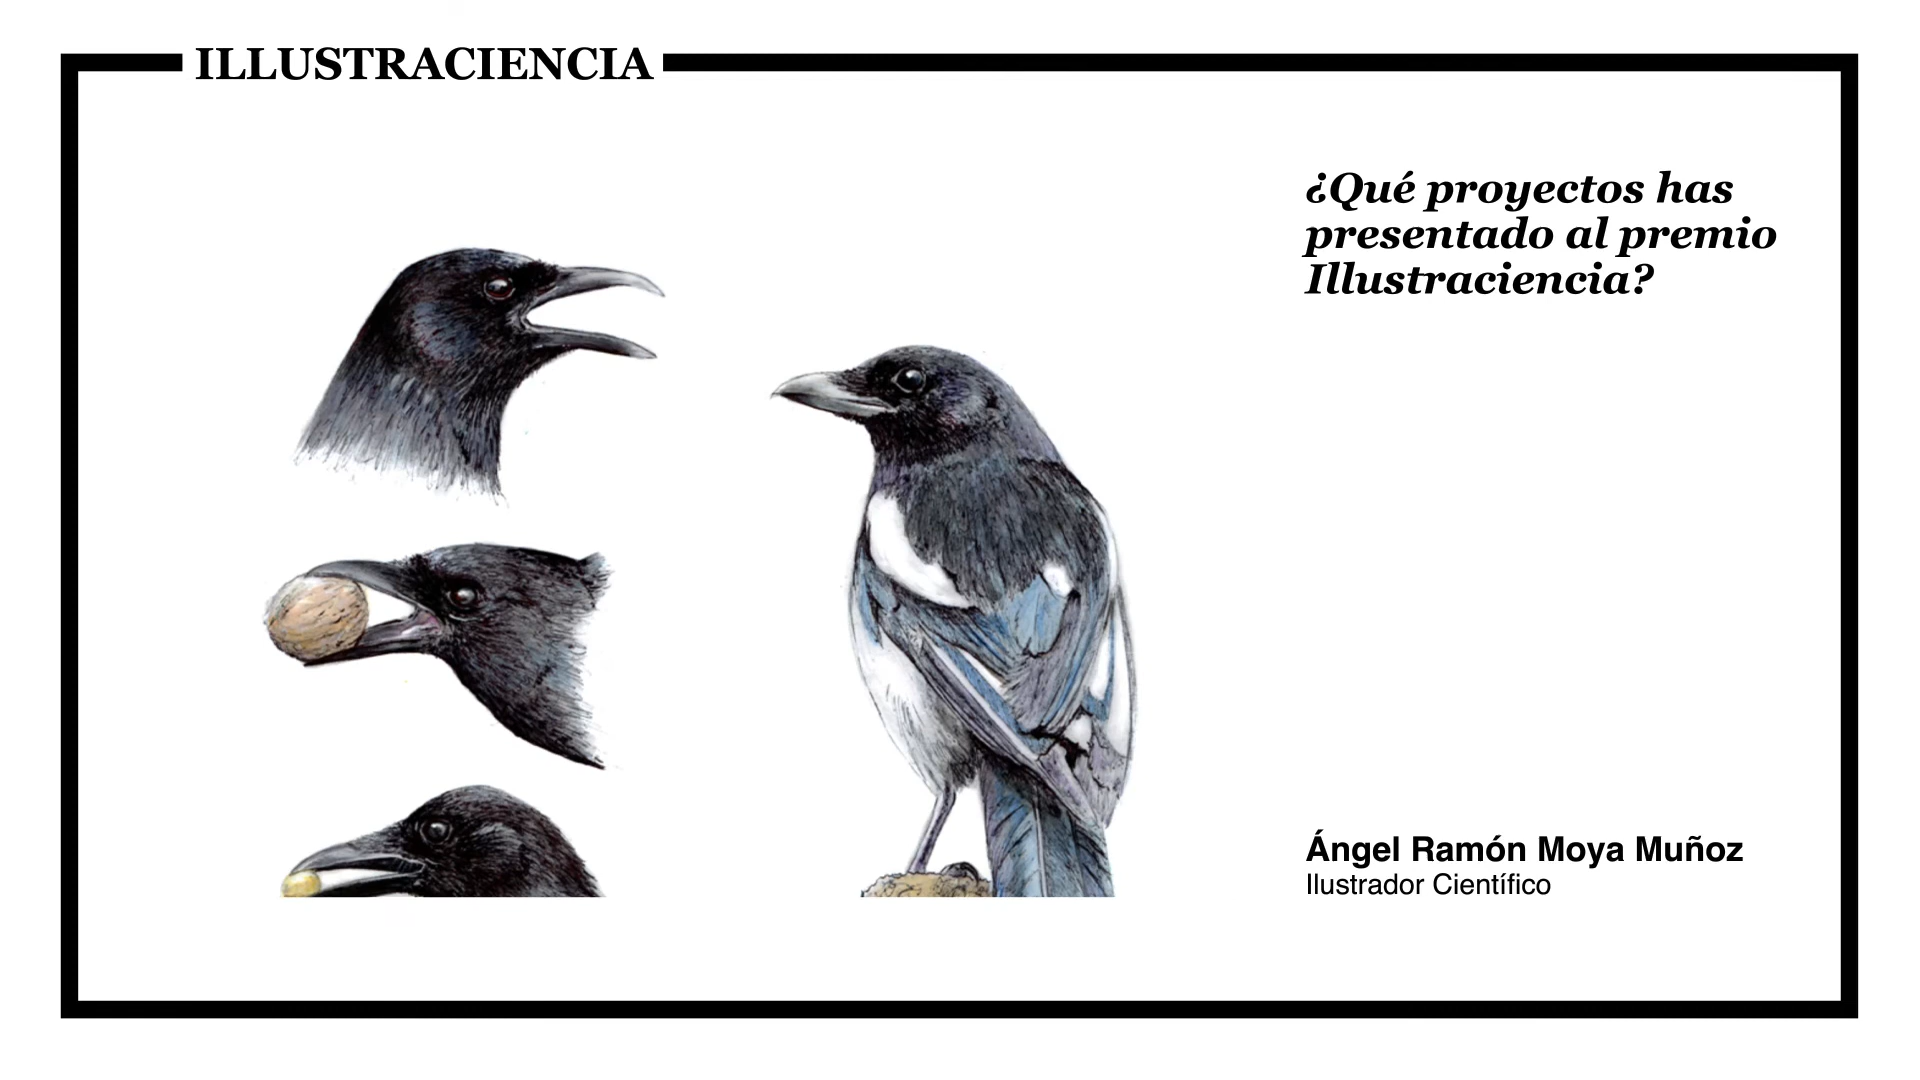 ILLUSTRACIENCIA
¿Qué proyectos has
presentado al premio
Illustraciencia?
Ángel Ramón Moya Muñoz
Ilustrador Científico